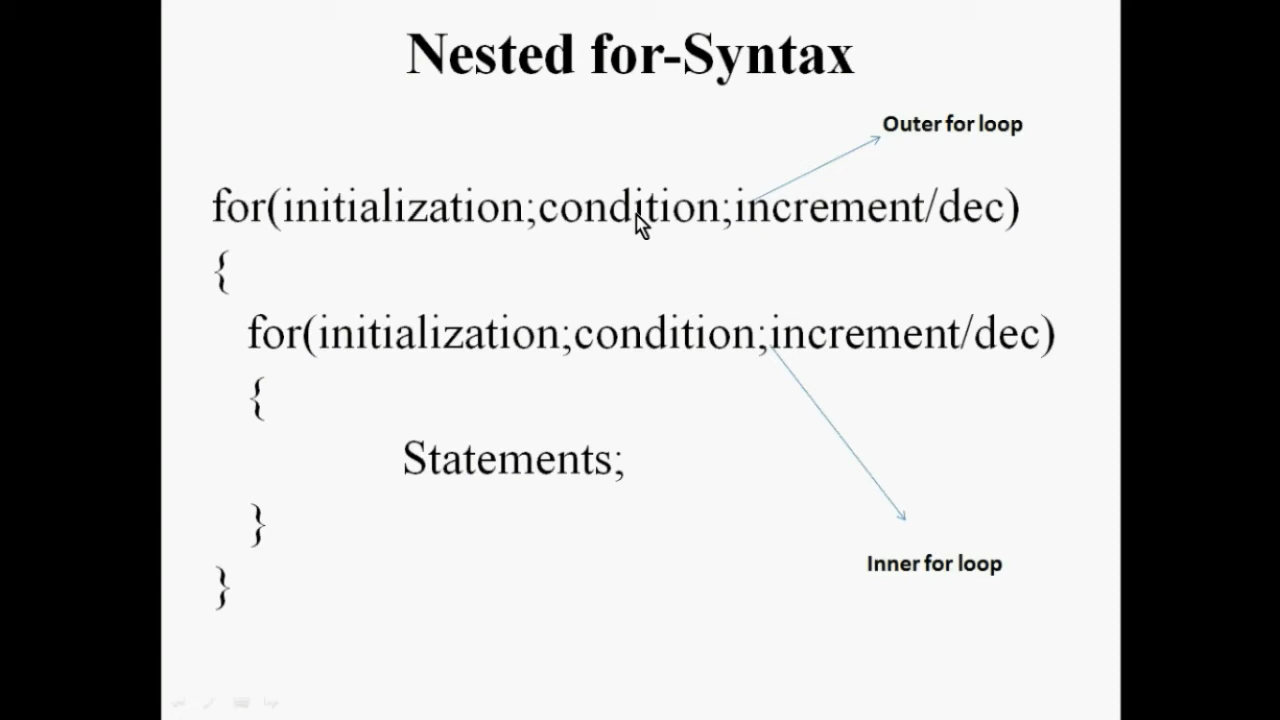 Nested for-Syntax
Outer for loop
for(initialization;condition;increment/dec)
{
for(initialization;condition;increment/dec)
{
Statements;
}
Inner for loop
}